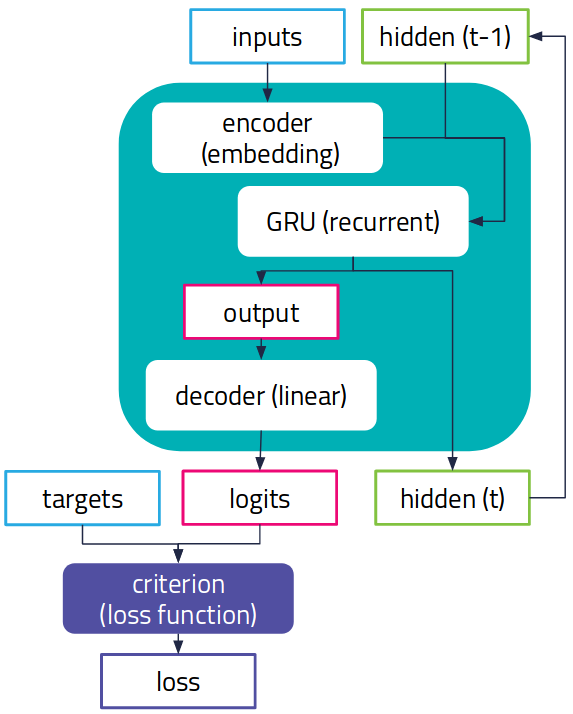 inputs
hidden (t-1)
encoder
(embedding)
GRU (recurrent)
output
decoder (linear)
targets
logits
hidden (t)
criterion
(loss function)
loss